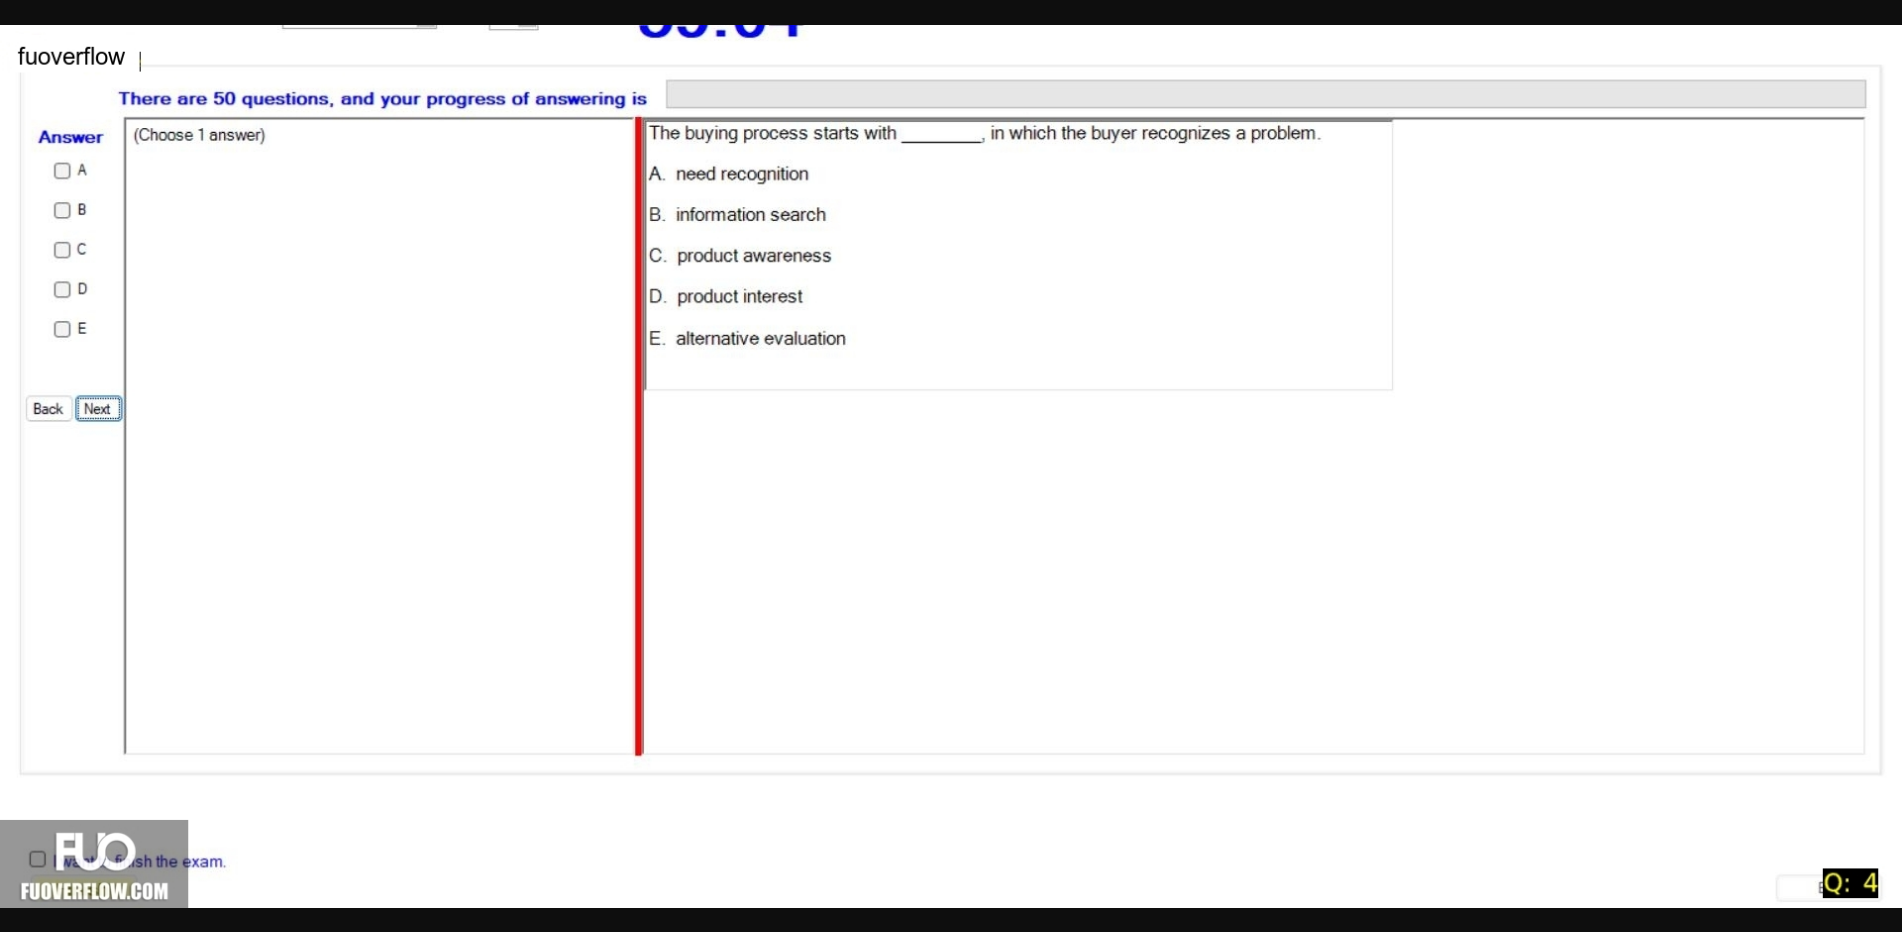 fuoverflow
There are 50 questions, and your progress of answering is
Answer
(Choose 1 answer)
A
B
C
D
E
Back Next
The buying process starts with ________, in which the buyer recognizes a problem.
A. need recognition
B. information search
C. product awareness
D. product interest
E. alternative evaluation
FUO
the exam.
FUOVERFLOW.COM
Q: 4